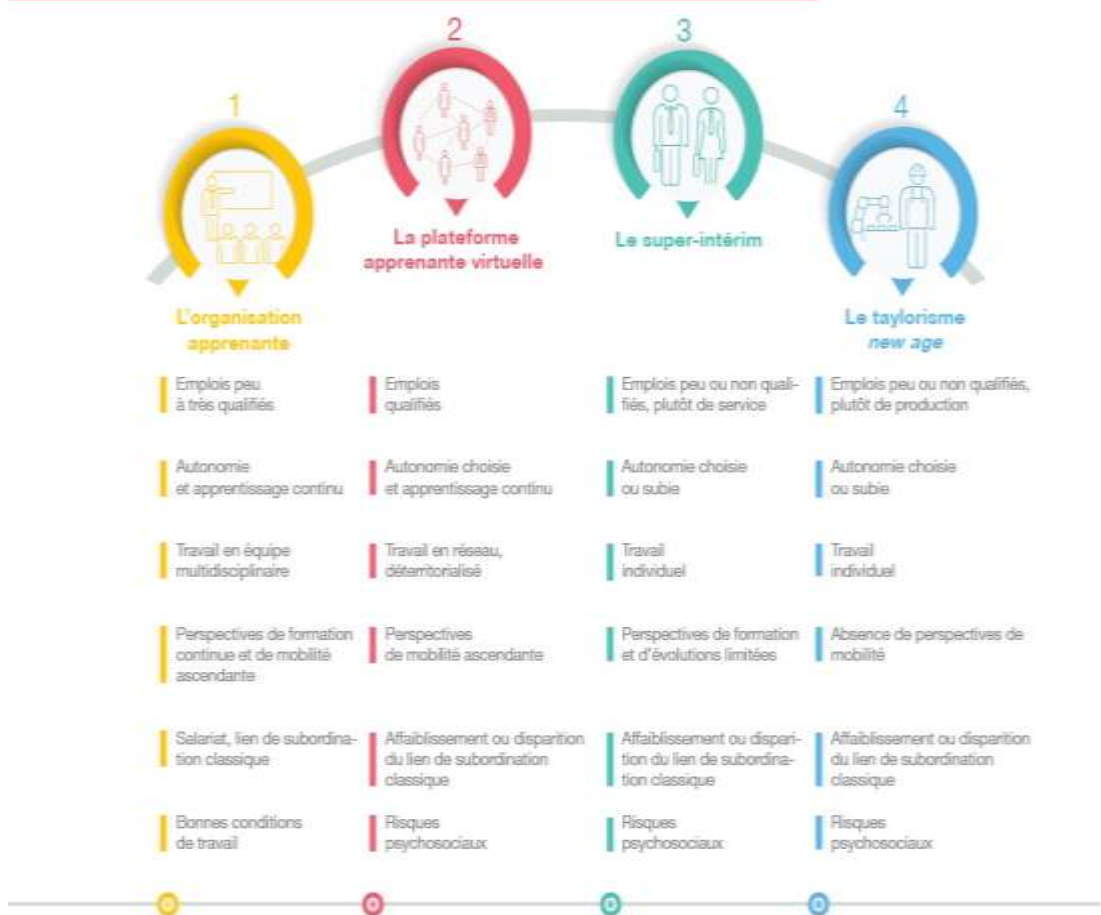 1
L'organisation
apprenante
Emplois peu
à très qualifiés
Autonomie
et apprentissage continu
Travail en équipe
multidisciplinaire
Perspectives de formation
continue et de mobilité
ascendante
Salariat, lien de subordina-
tion classique
Bonnes conditions
de travail
2
La plateforme
apprenante virtuelle
Emplois
qualifiés
Autonomie choisie
et apprentissage continu
Travail en réseau,
déterritorialisé
Perspectives
de mobilité ascendante
Affaiblissement ou disparition
du lien de subordination
classique
Risques
psychosociaux
3
Le super-intérim
Emplois peu ou non quali-
fiés, plutôt de service
Autonomie choisie
ou subie
Travail
individuel
Perspectives de formation
et d'évolutions limitées
Affaiblissement ou dispari-
tion du lien de subordina-
tion classique
Risques
psychosociaux
4
Le taylorisme
new age
Emplois peu ou non qualifiés,
plutôt de production
Autonomie choisie
ou subie
Travail
individuel
Absence de perspectives de
mobilité
Affaiblissement ou disparition
du lien de subordination
classique
Risques
psychosociaux